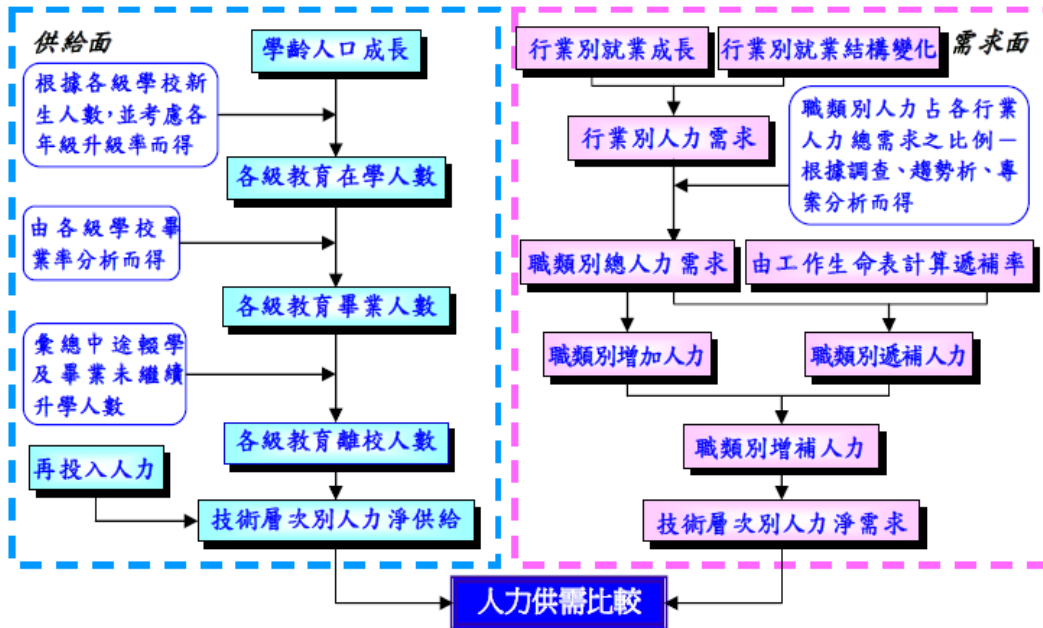 供給面
學齡人口成長
根據各級學校新
生人數,並考慮各
年級升級率而得
各級教育在學人數
由各級學校畢
業率分析而得
各級教育畢業人數
彙總中途輟學
及畢業未繼續
升學人數
各級教育離校人數
再投入人力
技術層次別人力淨供給
需求面
行業別就業成長
行業別就業結構變化
行業別人力需求
職類別人力占各行業
人力總需求之比例－
根據調查、趨勢析、專
案分析而得
職類別總人力需求
由工作生命表計算遞補率
職類別增加人力
職類別遞補人力
職類別增補人力
技術層次別人力淨需求
人力供需比較